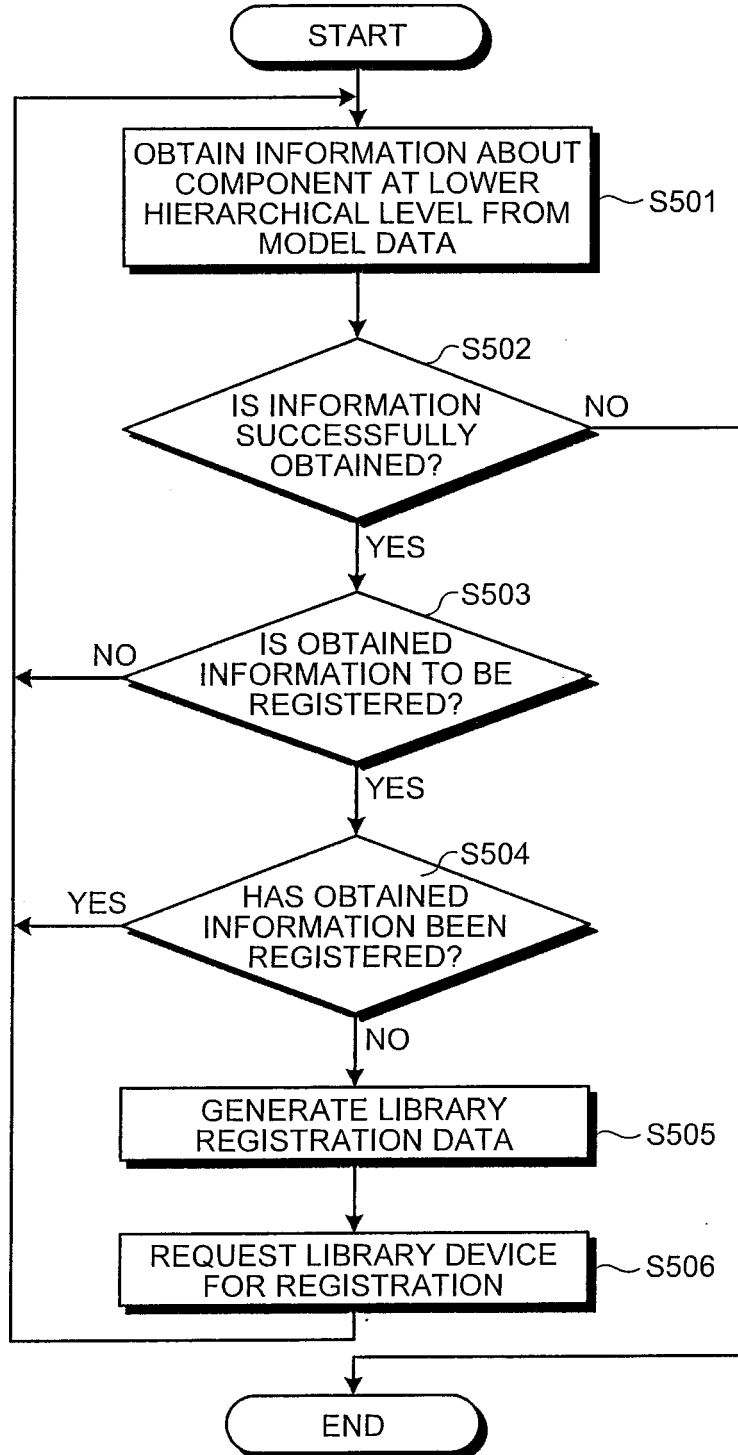 START
OBTAIN INFORMATION ABOUT
COMPONENT AT LOWER
HIERARCHICAL LEVEL FROM
MODEL DATA
S501
S502
IS INFORMATION
SUCCESSFULLY
OBTAINED?
NO
YES
S503
NO
IS OBTAINED
INFORMATION TO BE
REGISTERED?
YES
S504
YES
HAS OBTAINED
INFORMATION BEEN
REGISTERED?
NO
GENERATE LIBRARY
REGISTRATION DATA
S505
REQUEST LIBRARY DEVICE
FOR REGISTRATION
S506
END